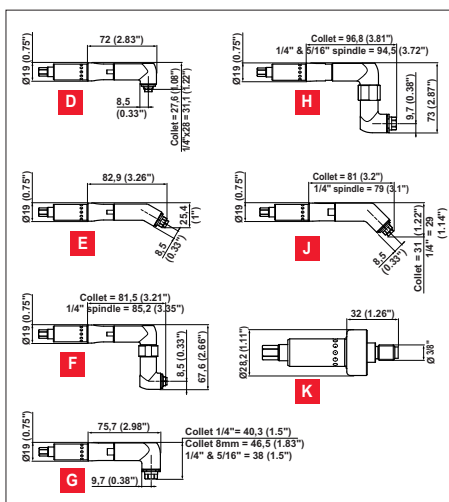 72 (2.83")
Ø19 (0.75")
D
8,5
(0.33")
Collet = 27,6 (1.08")
1/4"x28 = 31,1 (1.22")
Collet = 96,8 (3.81")
1/4" & 5/16" spindle = 94,5 (3.72")
Ø19 (0.75")
H
9,7 (0.38")
73 (2.87")
82,9 (3.26")
Ø19 (0.75")
E
25,4
(1")
8,5
(0.33")
Collet = 81 (3.2")
1/4" spindle = 79 (3.1")
Ø19 (0.75")
J
8,5
(0.33")
Collet = 31 (1.22")
1/4" = 29
(1.14")
Collet = 81,5 (3.21")
1/4" spindle = 85,2 (3.35")
Ø19 (0.75")
F
8,5 (0.33")
67,6 (2.66")
32 (1.26")
Ø28,2 (1.11")
Ø 3/8"
K
75,7 (2.98")
Ø19 (0.75")
G
9,7 (0.38")
Collet 1/4"= 40,3 (1.5")
Collet 8mm = 46,5 (1.83")
1/4" & 5/16" = 38 (1.5")